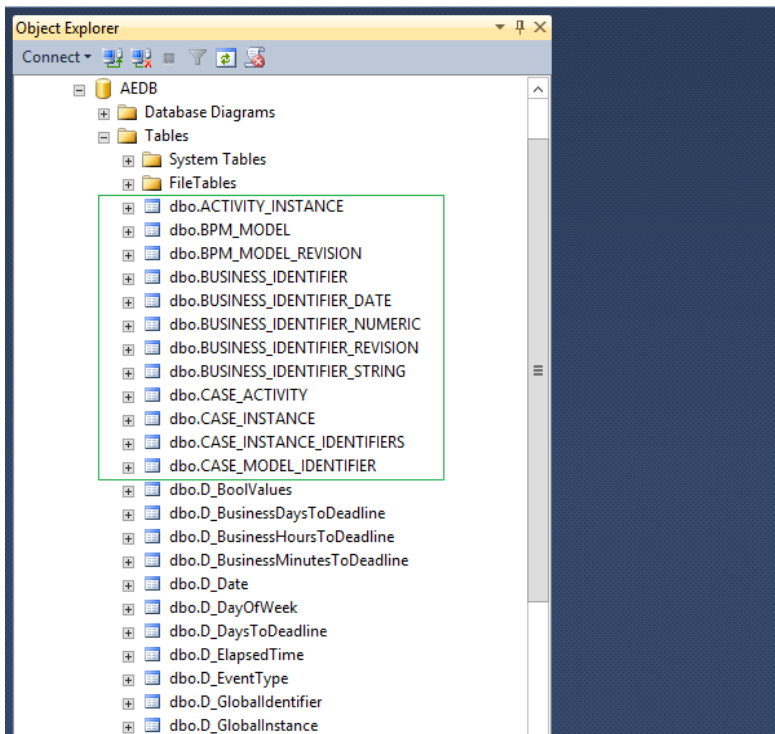 Object Explorer
Connect
AEDB
Database Diagrams
Tables
System Tables
FileTables
dbo.ACTIVITY_INSTANCE
dbo.BPM_MODEL
dbo.BPM_MODEL_REVISION
dbo.BUSINESS_IDENTIFIER
dbo.BUSINESS_IDENTIFIER_DATE
dbo.BUSINESS_IDENTIFIER_NUMERIC
dbo.BUSINESS_IDENTIFIER_REVISION
dbo.BUSINESS_IDENTIFIER_STRING
dbo.CASE_ACTIVITY
dbo.CASE_INSTANCE
dbo.CASE_INSTANCE_IDENTIFIERS
dbo.CASE_MODEL_IDENTIFIER
dbo.D_BoolValues
dbo.D_BusinessDaysToDeadline
dbo.D_BusinessHoursToDeadline
dbo.D_BusinessMinutesToDeadline
dbo.D_Date
dbo.D_DayOfWeek
dbo.D_DaysToDeadline
dbo.D_ElapsedTime
dbo.D_EventType
dbo.D_GlobalIdentifier
dbo.D_GlobalInstance